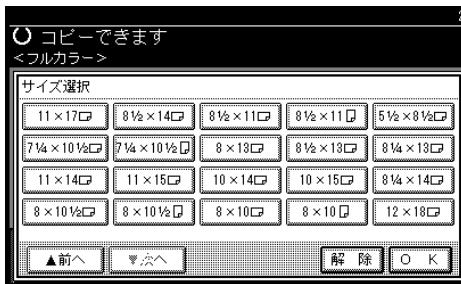 コピーできます
<フルカラー>
サイズ選択
11×17 8½×14 8½×11 8½×11 5½×8½
7¼×10½ 7¼×10½ 8×13 8½×13 8¼×13
11×14 11×15 10×14 10×15 8¼×14
8×10½ 8×10½ 8×10 8×10 12×18
▲前へ ▼次へ 解 除 O K